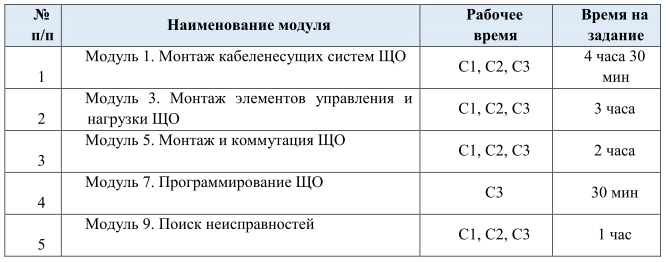 № п/п Наименование модуля Рабочее время Время на задание
1 Модуль 1. Монтаж кабеленесущих систем ЩО С1, С2, С3 4 часа 30 мин
2 Модуль 3. Монтаж элементов управления и нагрузки ЩО С1, С2, С3 3 часа
3 Модуль 5. Монтаж и коммутация ЩО С1, С2, С3 2 часа
4 Модуль 7. Программирование ЩО С3 30 мин
5 Модуль 9. Поиск неисправностей С1, С2, С3 1 час